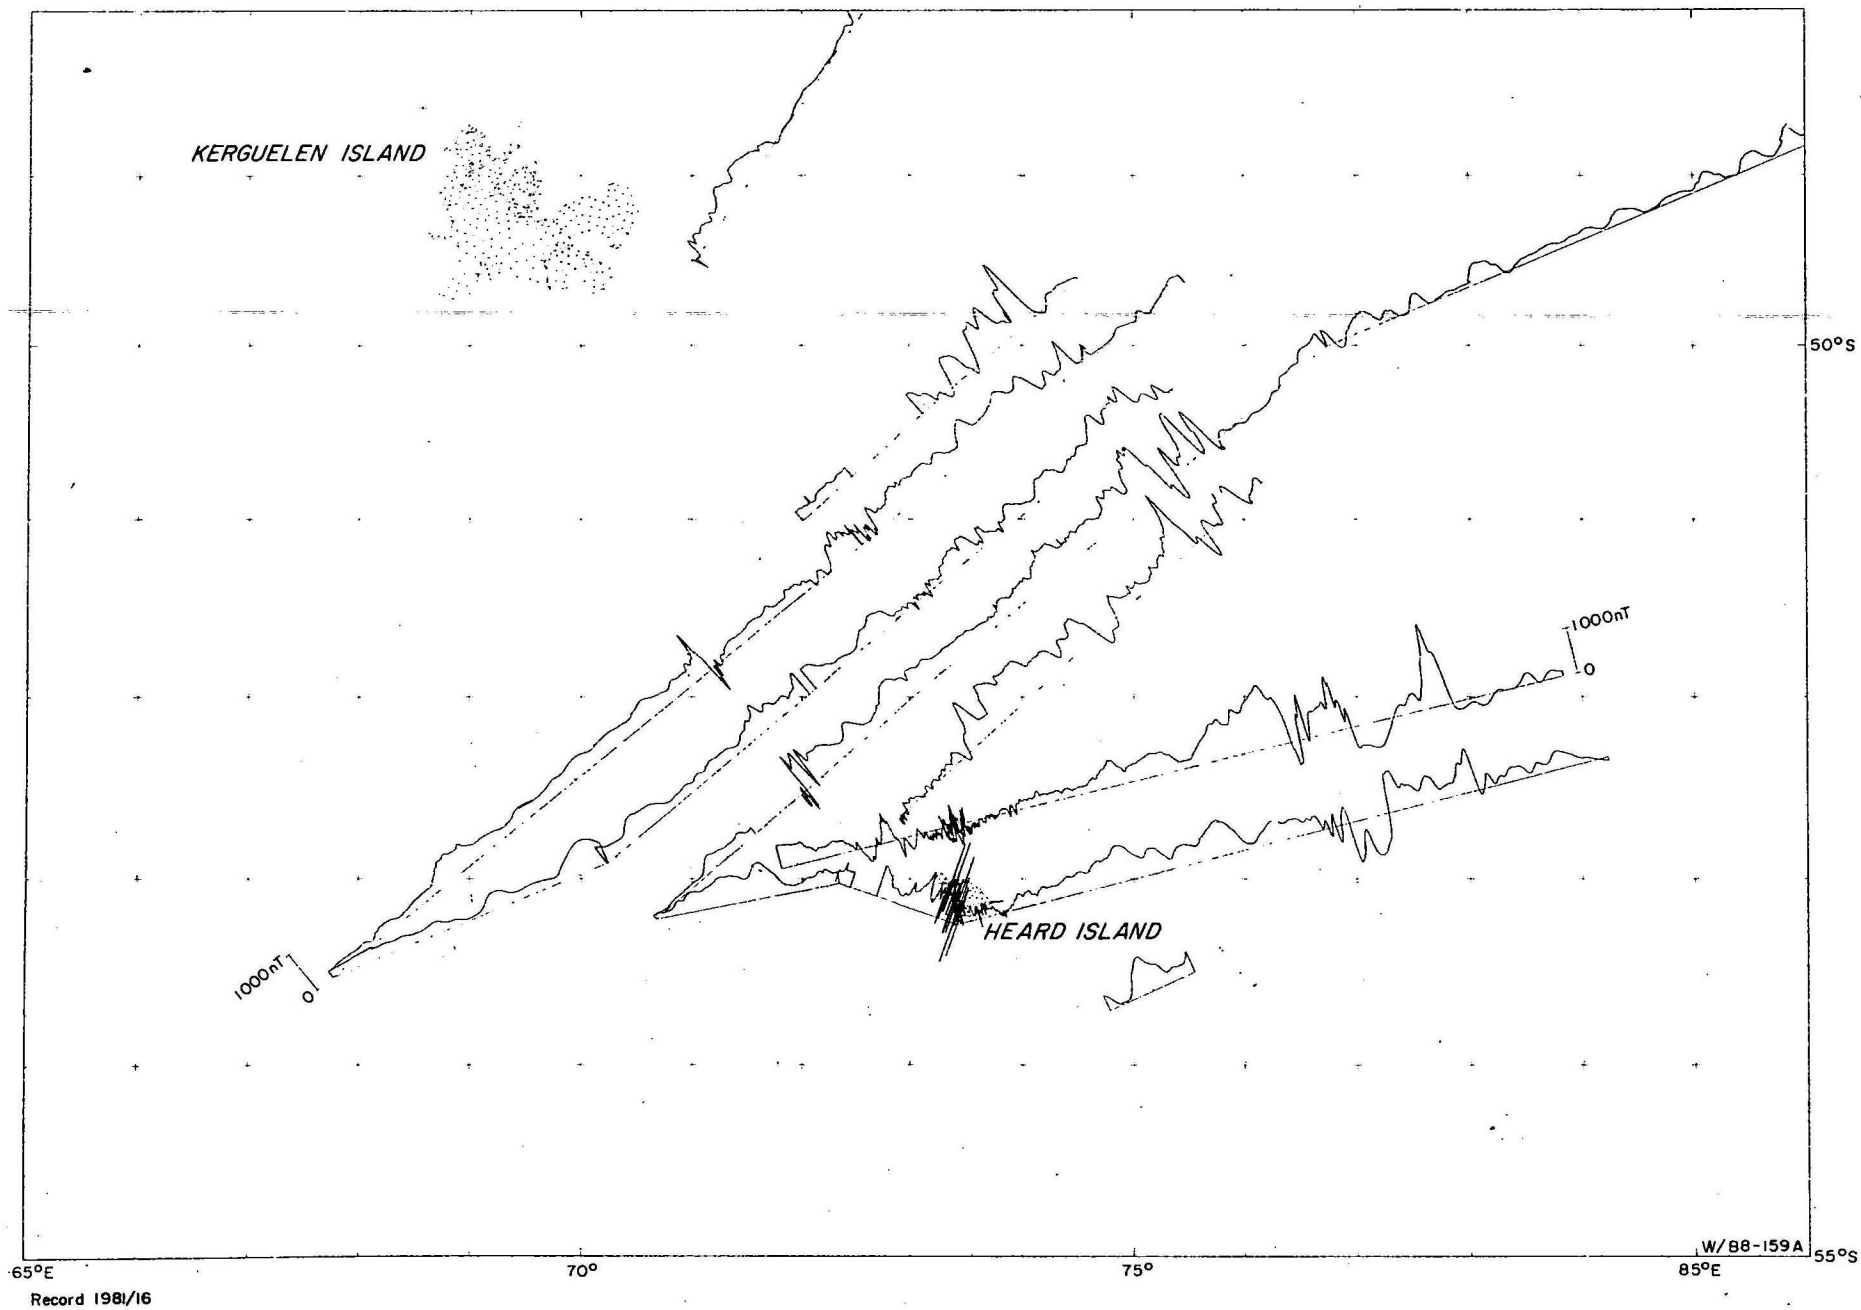 KERGUELEN ISLAND
50°S
1000nT
0
HEARD ISLAND
1000nT
0
W/88-159A
55°S
65°E
70°
75°
85°E
Record 1981/16